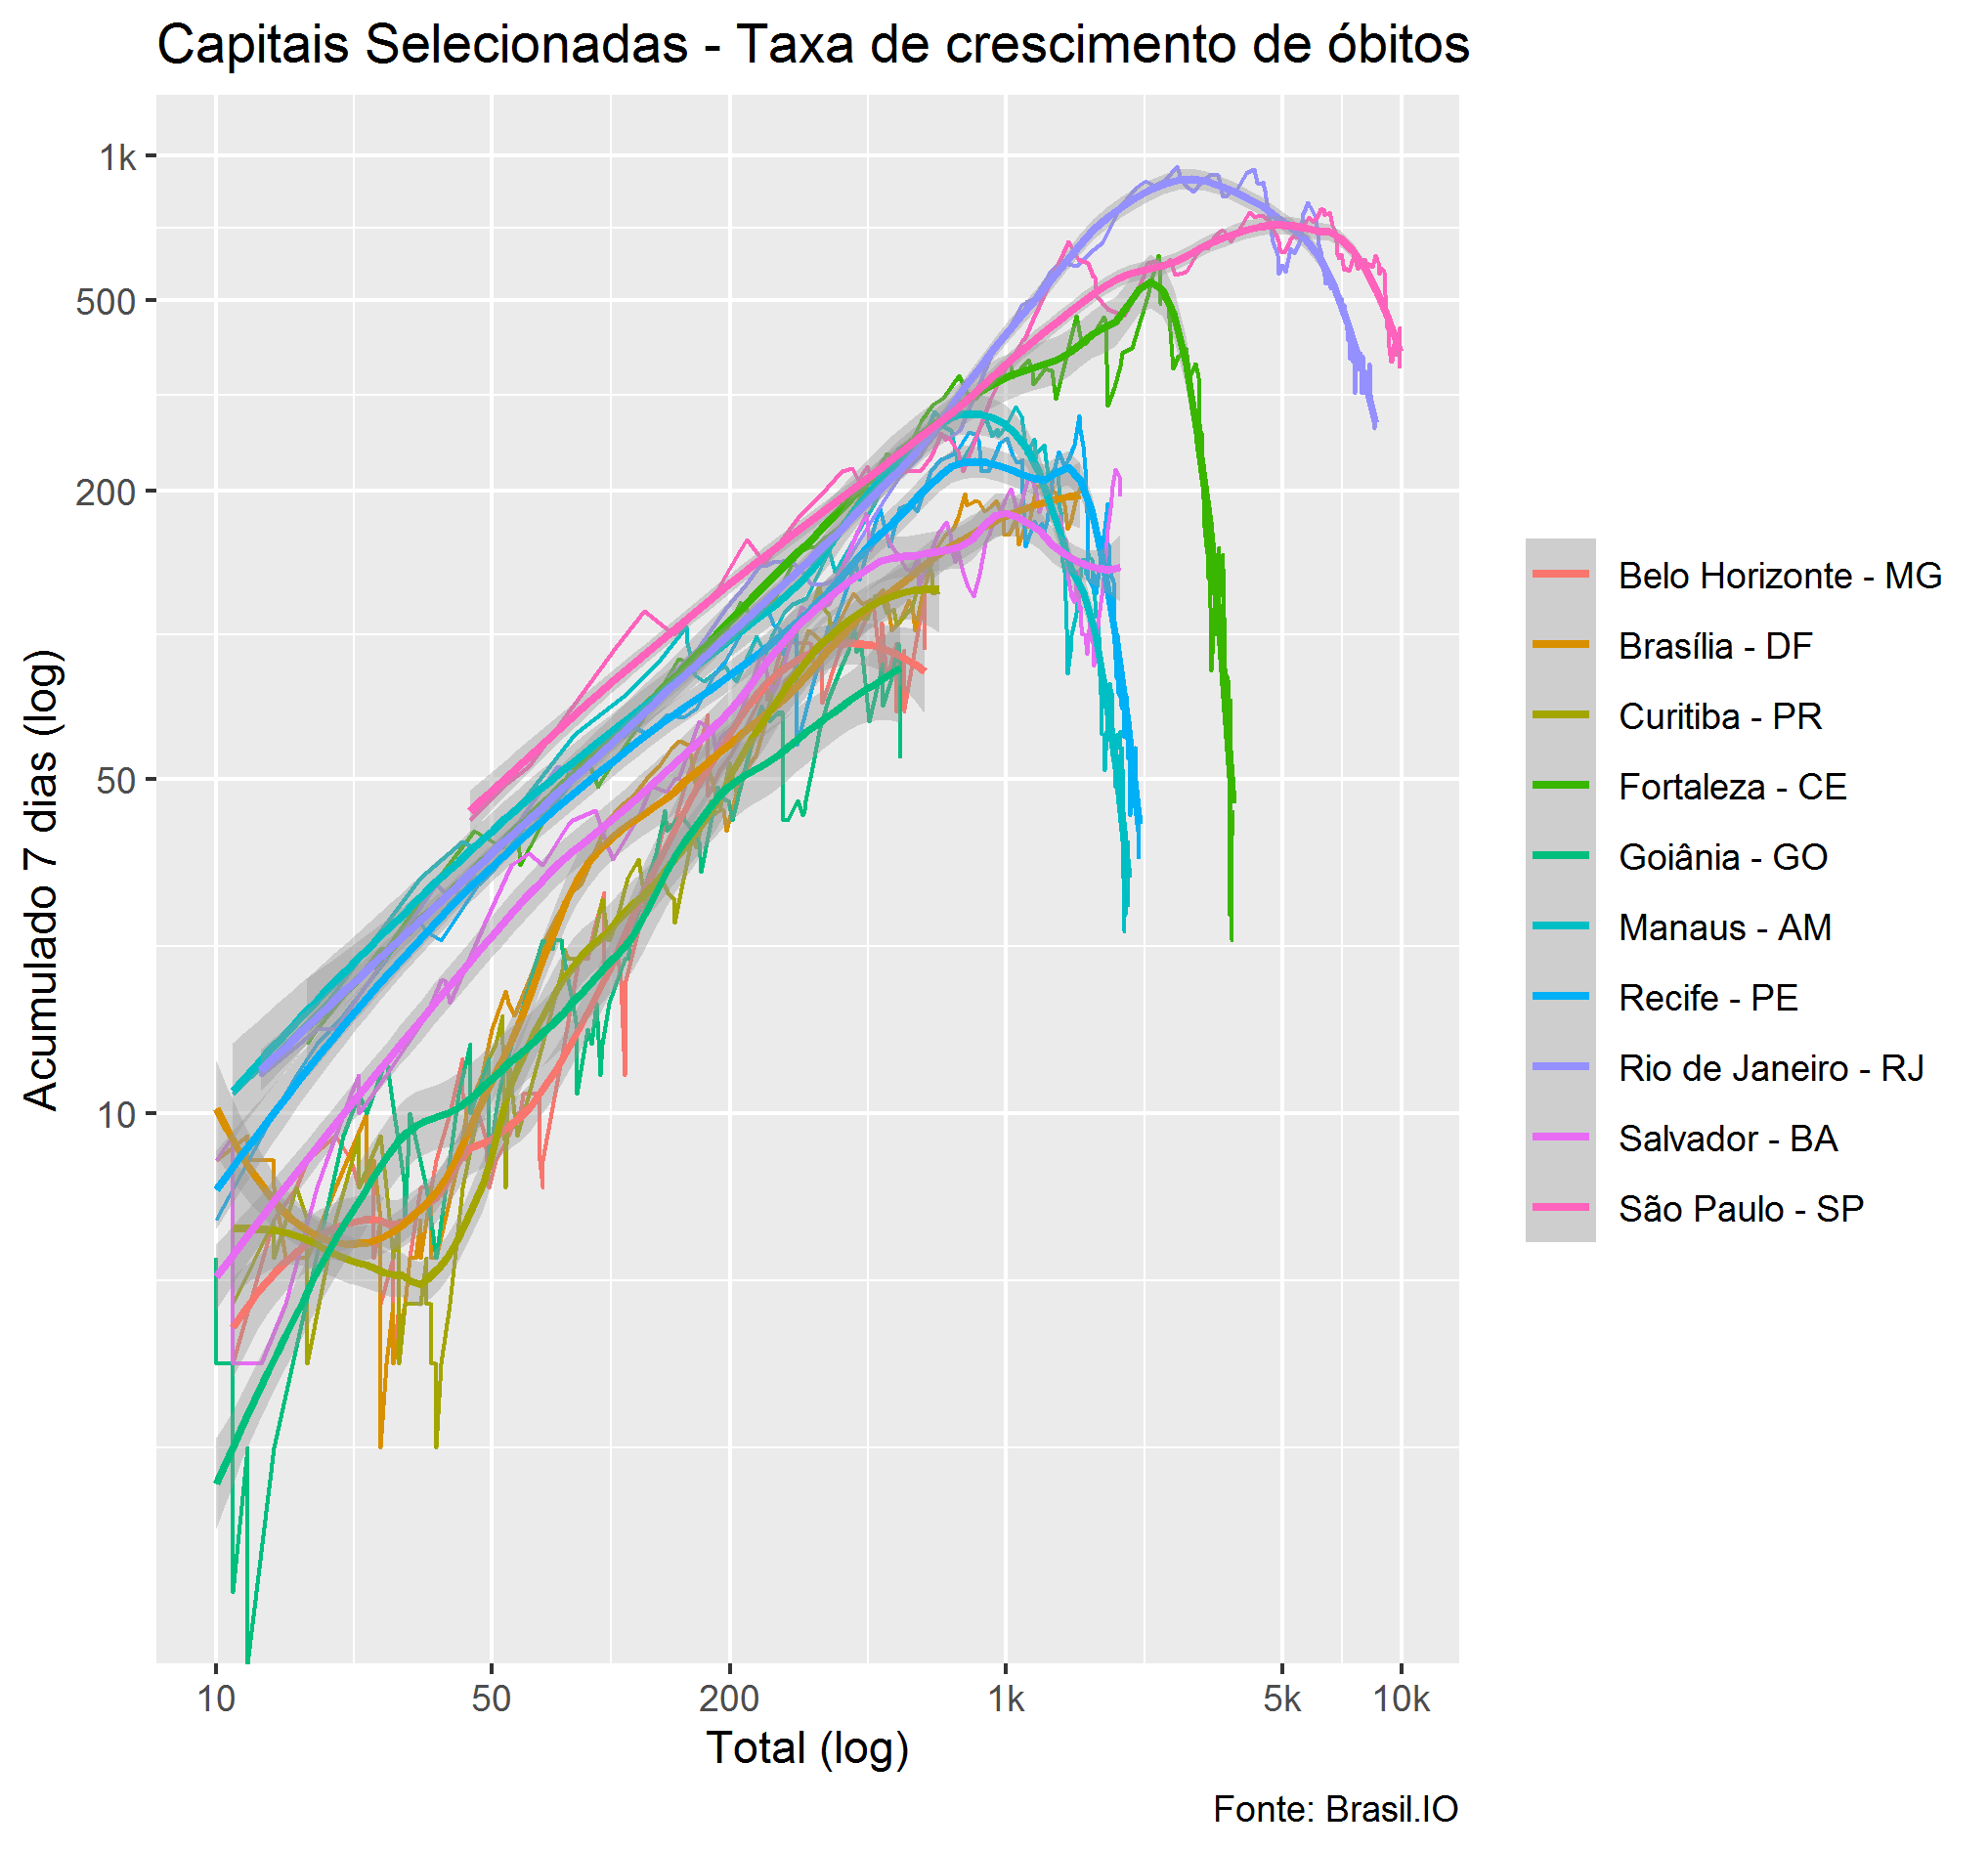 Capitais Selecionadas - Taxa de crescimento de óbitos
Acumulado 7 dias (log)
1k
500
200
50
10
10
50
200
1k
5k
10k
Total (log)
Belo Horizonte - MG
Brasília - DF
Curitiba - PR
Fortaleza - CE
Goiânia - GO
Manaus - AM
Recife - PE
Rio de Janeiro - RJ
Salvador - BA
São Paulo - SP
Fonte: Brasil.IO